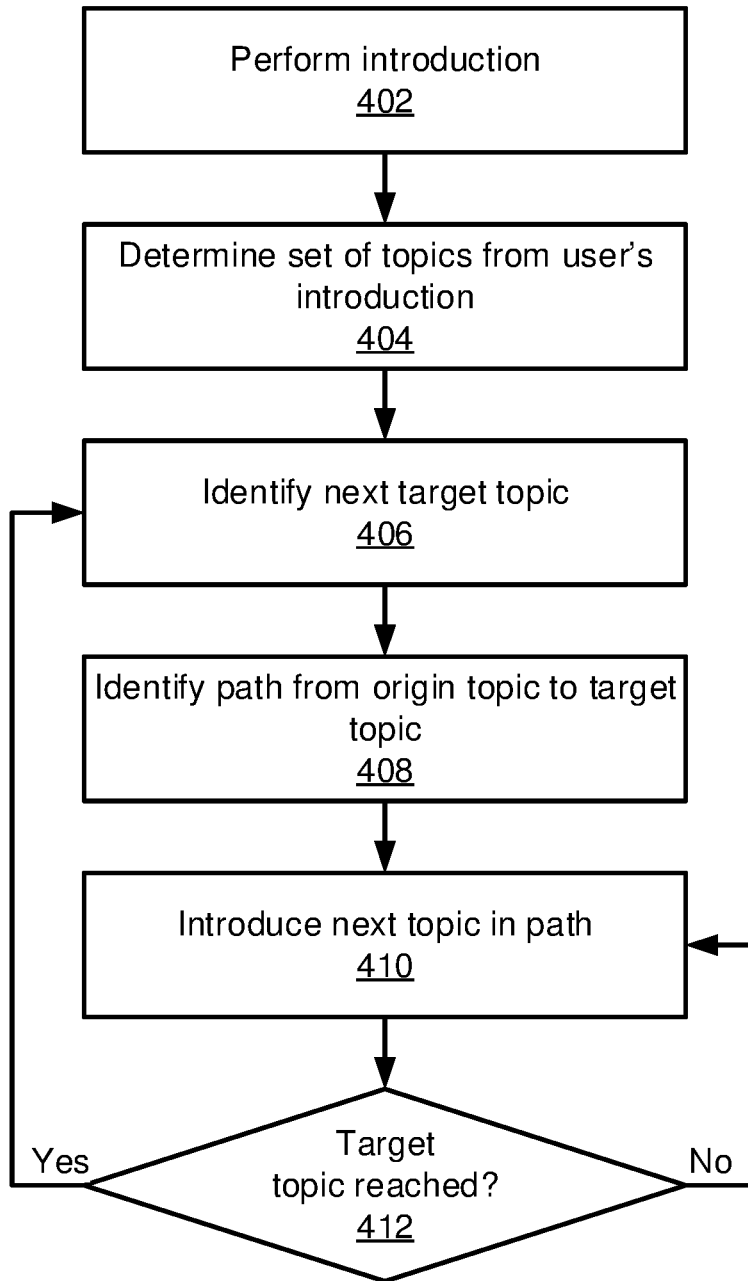 Perform introduction
402
Determine set of topics from user's
introduction
404
Identify next target topic
406
Identify path from origin topic to target
topic
408
Introduce next topic in path
410
Yes
Target
topic reached?
412
No